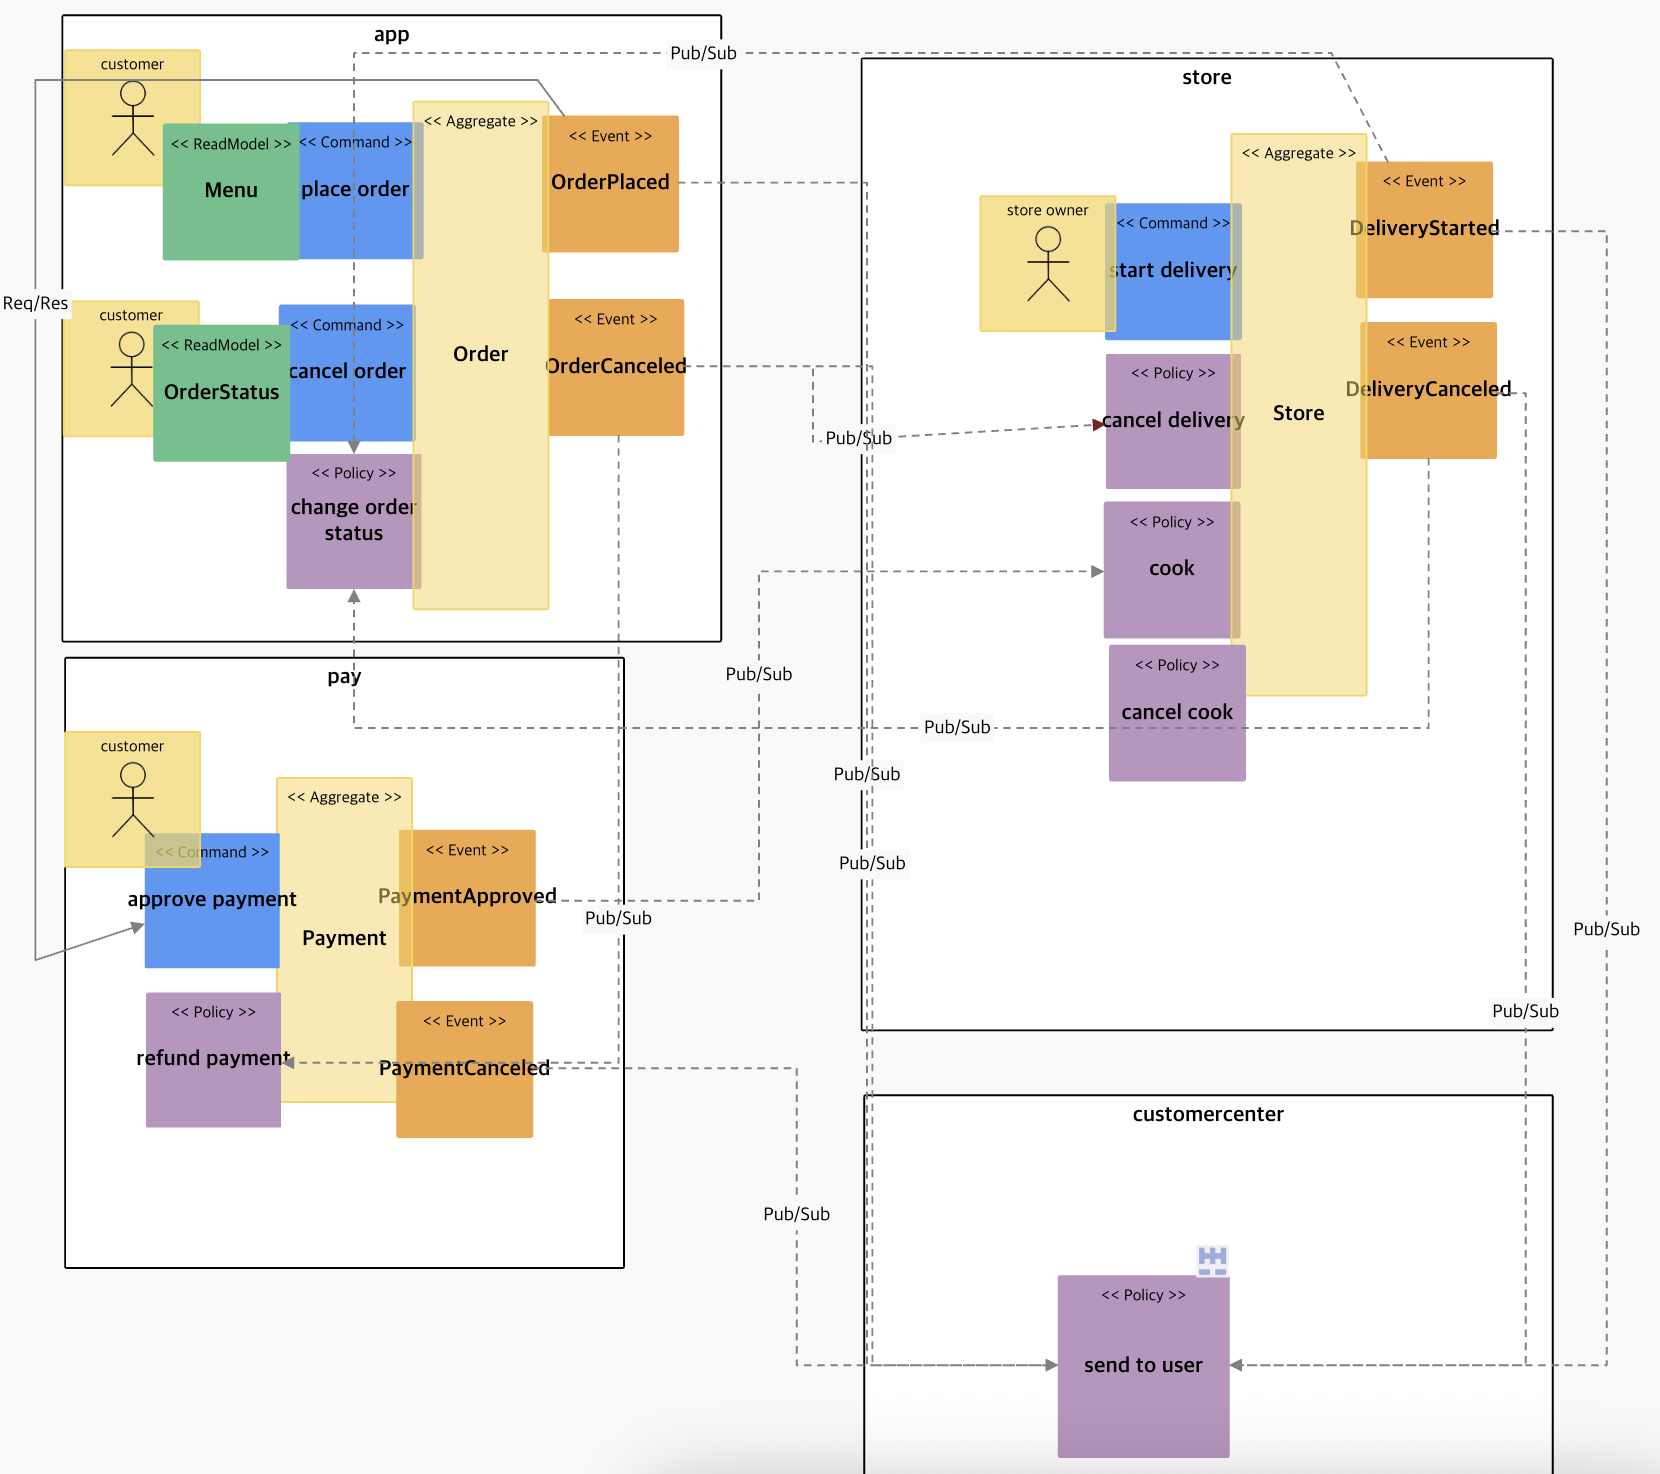 app
Pub/Sub
customer
<< ReadModel >>
Menu
<< Command >>
place order
<< Aggregate >>
Order
<< Event >>
OrderPlaced
Req/Res
customer
<< ReadModel >>
OrderStatus
<< Command >>
cancel order
<< Event >>
OrderCanceled
<< Policy >>
change order
status
store
store owner
<< Command >>
start delivery
<< Aggregate >>
Store
<< Event >>
DeliveryStarted
<< Event >>
DeliveryCanceled
<< Policy >>
cancel delivery
Pub/Sub
<< Policy >>
cook
<< Policy >>
cancel cook
Pub/Sub
Pub/Sub
Pub/Sub
Pub/Sub
pay
customer
<< Command >>
approve payment
<< Aggregate >>
Payment
<< Event >>
PaymentApproved
Pub/Sub
<< Policy >>
refund payment
<< Event >>
PaymentCanceled
Pub/Sub
Pub/Sub
Pub/Sub
customercenter
<< Policy >>
send to user